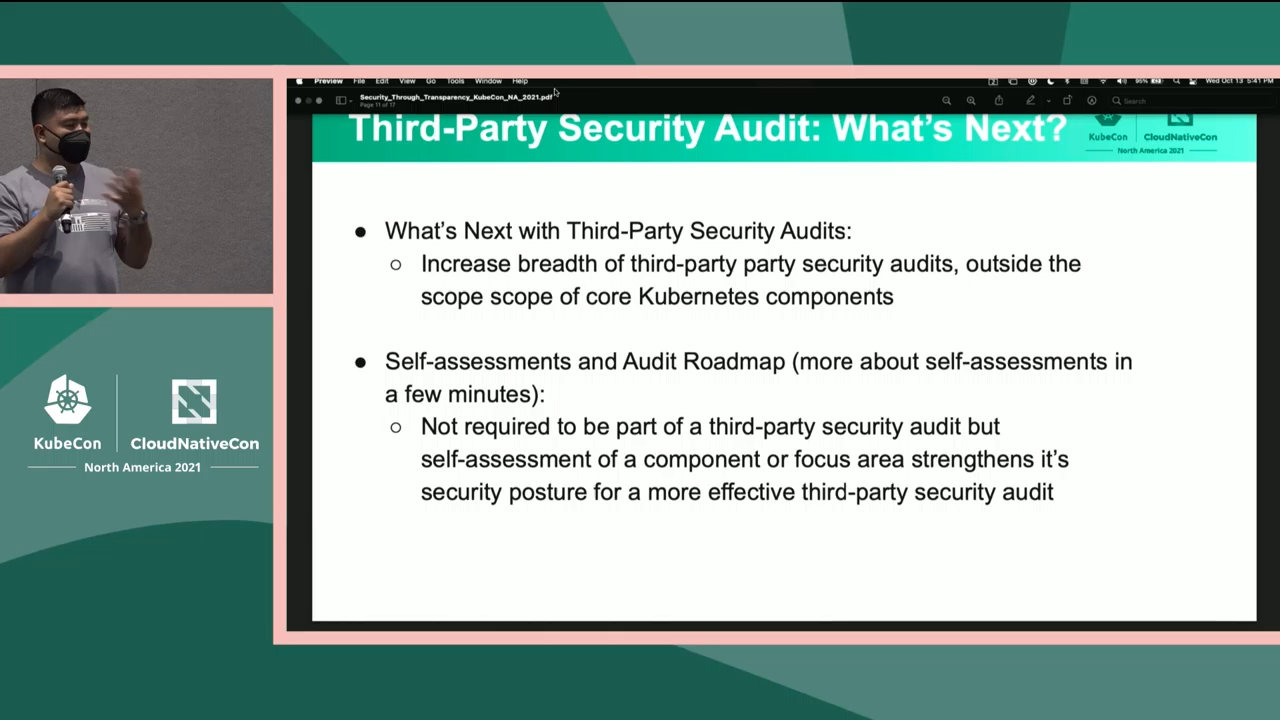 Preview File Edit View Go Tools Window Help
95%
Wed Oct 13 5:41 PM
Security_Through_Transparency_KubeCon_NA_2021.pdf
Page 11 of 17
Search
Third-Party Security Audit: What's Next?
KubeCon
CloudNativeCon
North America 2021
● What's Next with Third-Party Security Audits:
○ Increase breadth of third-party party security audits, outside the
scope scope of core Kubernetes components
● Self-assessments and Audit Roadmap (more about self-assessments in
a few minutes):
○ Not required to be part of a third-party security audit but
self-assessment of a component or focus area strengthens it's
security posture for a more effective third-party security audit
KubeCon
CloudNativeCon
North America 2021